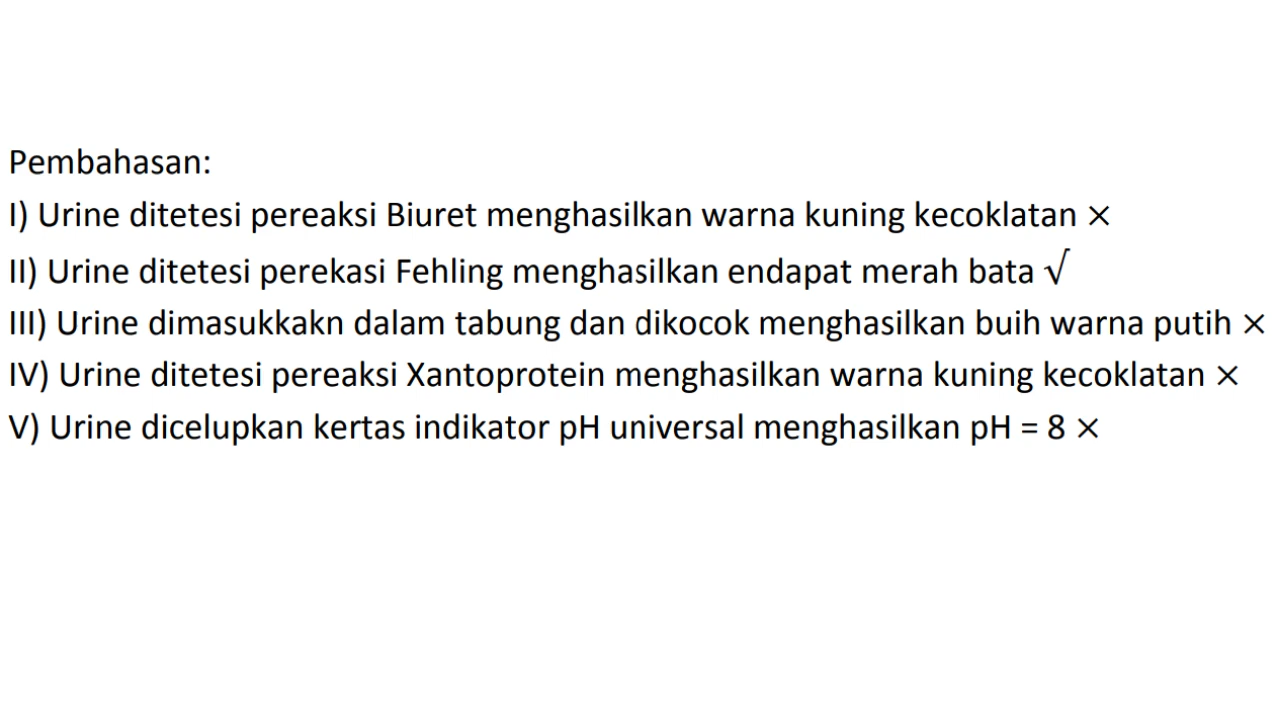 Pembahasan:
I) Urine ditetesi pereaksi Biuret menghasilkan warna kuning kecoklatan ×
II) Urine ditetesi perekasi Fehling menghasilkan endapat merah bata √
III) Urine dimasukkakn dalam tabung dan dikocok menghasilkan buih warna putih ×
IV) Urine ditetesi pereaksi Xantoprotein menghasilkan warna kuning kecoklatan ×
V) Urine dicelupkan kertas indikator pH universal menghasilkan pH = 8 ×